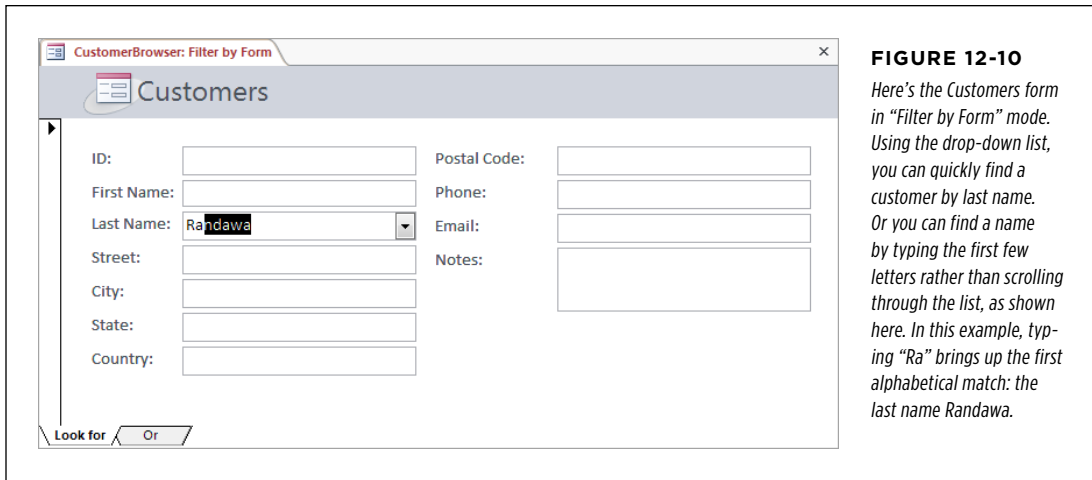 CustomerBrowser: Filter by Form
Customers
ID:
First Name:
Last Name: Randawa
Street:
City:
State:
Country:
Postal Code:
Phone:
Email:
Notes:
Look for
Or
FIGURE 12-10
Here’s the Customers form
in “Filter by Form” mode.
Using the drop-down list,
you can quickly find a
customer by last name.
Or you can find a name
by typing the first few
letters rather than scrolling
through the list, as shown
here. In this example, typ-
ing “Ra” brings up the first
alphabetical match: the
last name Randawa.